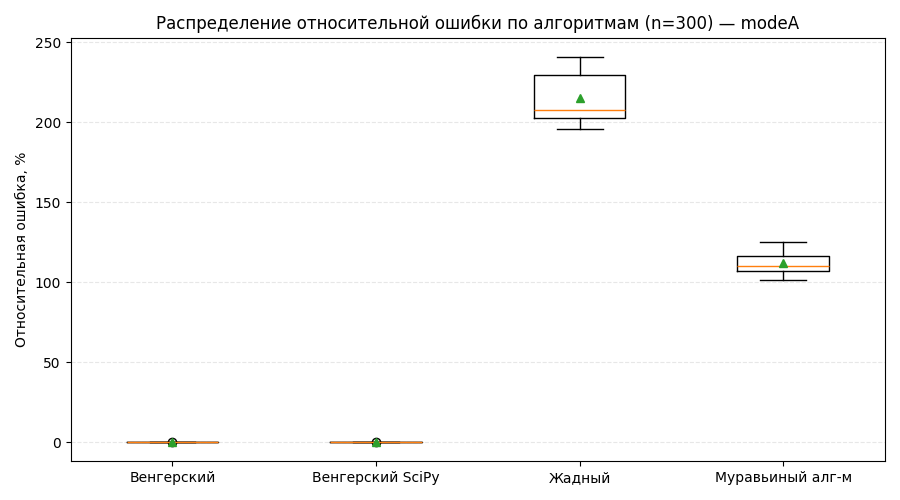 Распределение относительной ошибки по алгоритмам (n=300) — modeA
Относительная ошибка, %
250
200
150
100
50
0
Венгерский
Венгерский SciPy
Жадный
Муравьиный алг-м